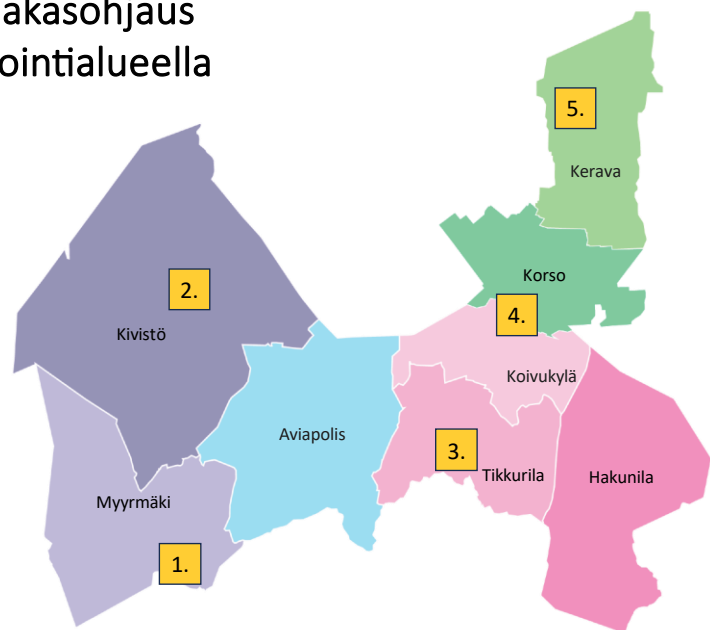 akasohjaus
ointialueella
5.
Kerava
Korso
2.
4.
Kivistö
Koivukylä
Aviapolis
3.
Tikkurila
Hakunila
Myyrmäki
1.